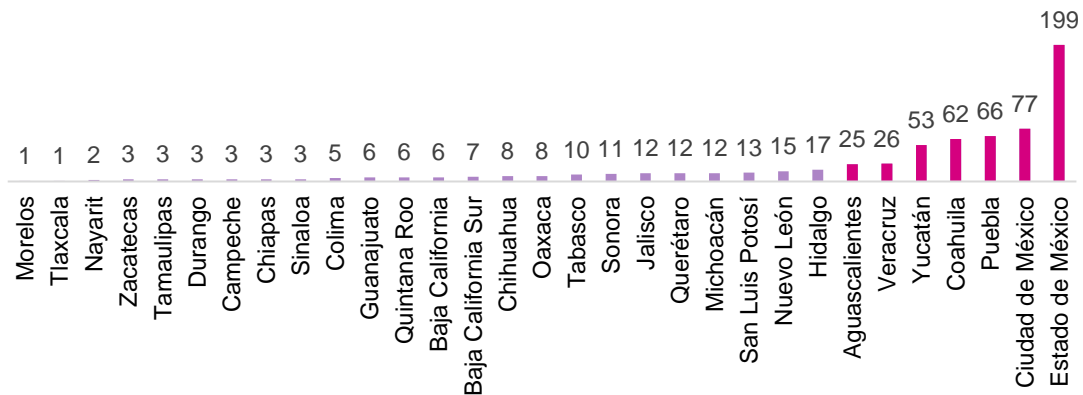 1 1 2 3 3 3 3 3 3 5 6 6 6 7 8 8 10 11 12 12 12 13 15 17 25 26 53 62 66 77 199
Morelos
Tlaxcala
Nayarit
Zacatecas
Tamaulipas
Durango
Campeche
Chiapas
Sinaloa
Colima
Guanajuato
Quintana Roo
Baja California
Baja California Sur
Chihuahua
Oaxaca
Tabasco
Sonora
Jalisco
Querétaro
Michoacán
San Luis Potosí
Nuevo León
Hidalgo
Aguascalientes
Veracruz
Yucatán
Coahuila
Puebla
Ciudad de México
Estado de México